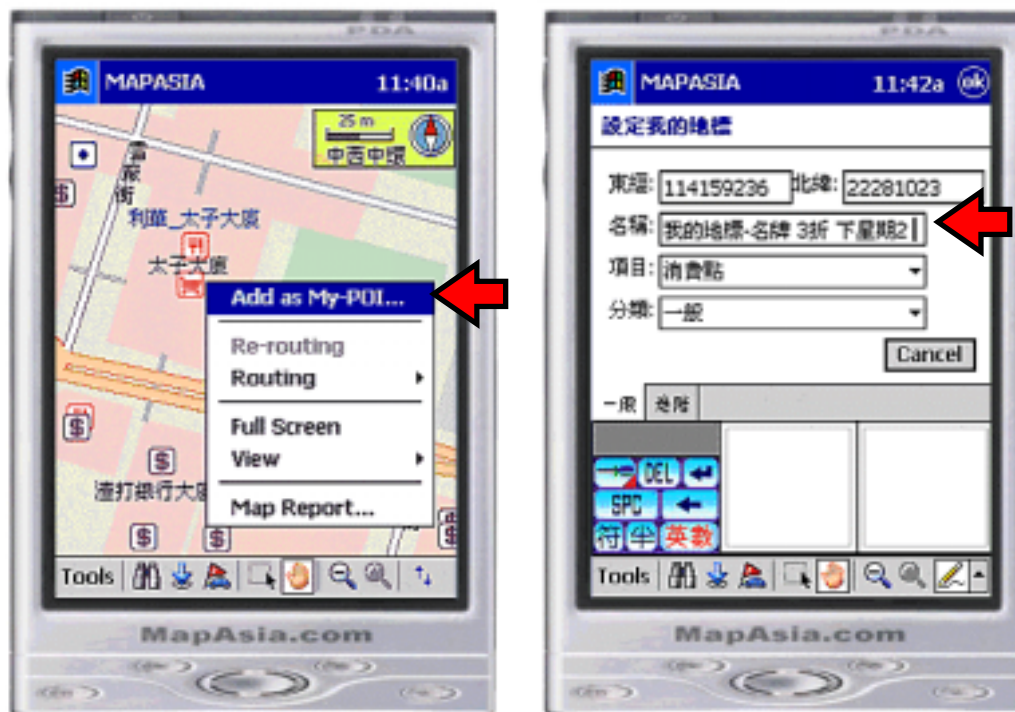 PDA
MAPASIA 11:40a
25 m
中西中環
雲
街
利華_太子大廈
太子大廈
Add as My-POI...
Re-routing
Routing
Full Screen
View
渣打銀行大廈
Map Report...
Tools
MapAsia.com
PDA
MAPASIA 11:42a ok
設定我的地標
東經: 114159236 北緯: 22281023
名稱: 我的地標-名牌 3折 下星期2
項目: 消費點
分類: 一般
Cancel
一般 進階
DEL
SPC
符 半 英數
Tools
MapAsia.com